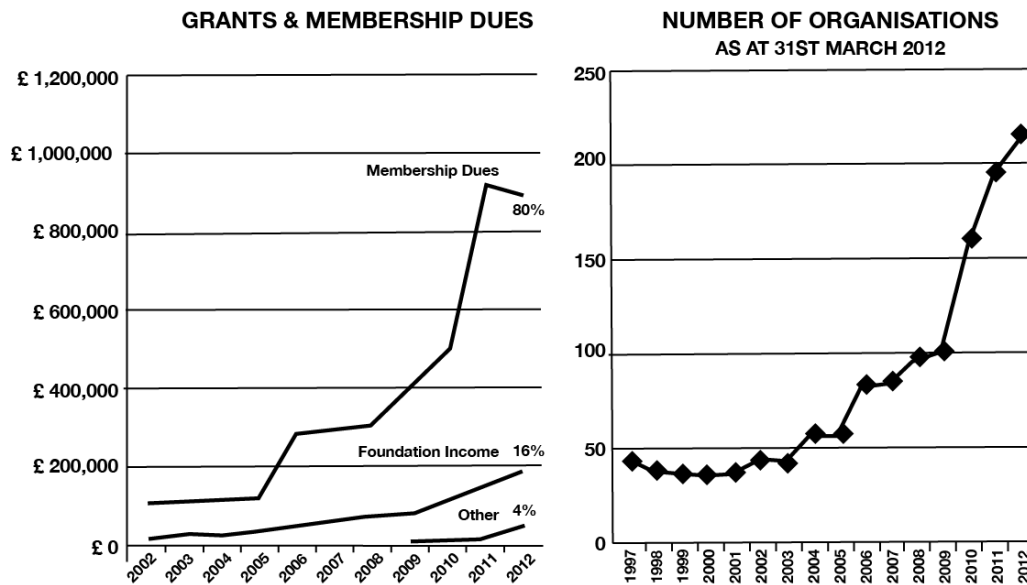 GRANTS & MEMBERSHIP DUES
£ 1,200,000
£ 1,000,000
£ 800,000
£ 600,000
£ 400,000
£ 200,000
£ 0
Membership Dues
80%
Foundation Income 16%
Other 4%
2002 2003 2004 2005 2006 2007 2008 2009 2010 2011 2012
NUMBER OF ORGANISATIONS
AS AT 31ST MARCH 2012
250
200
150
100
50
0
1997 1998 1999 2000 2001 2002 2003 2004 2005 2006 2007 2008 2009 2010 2011 2012